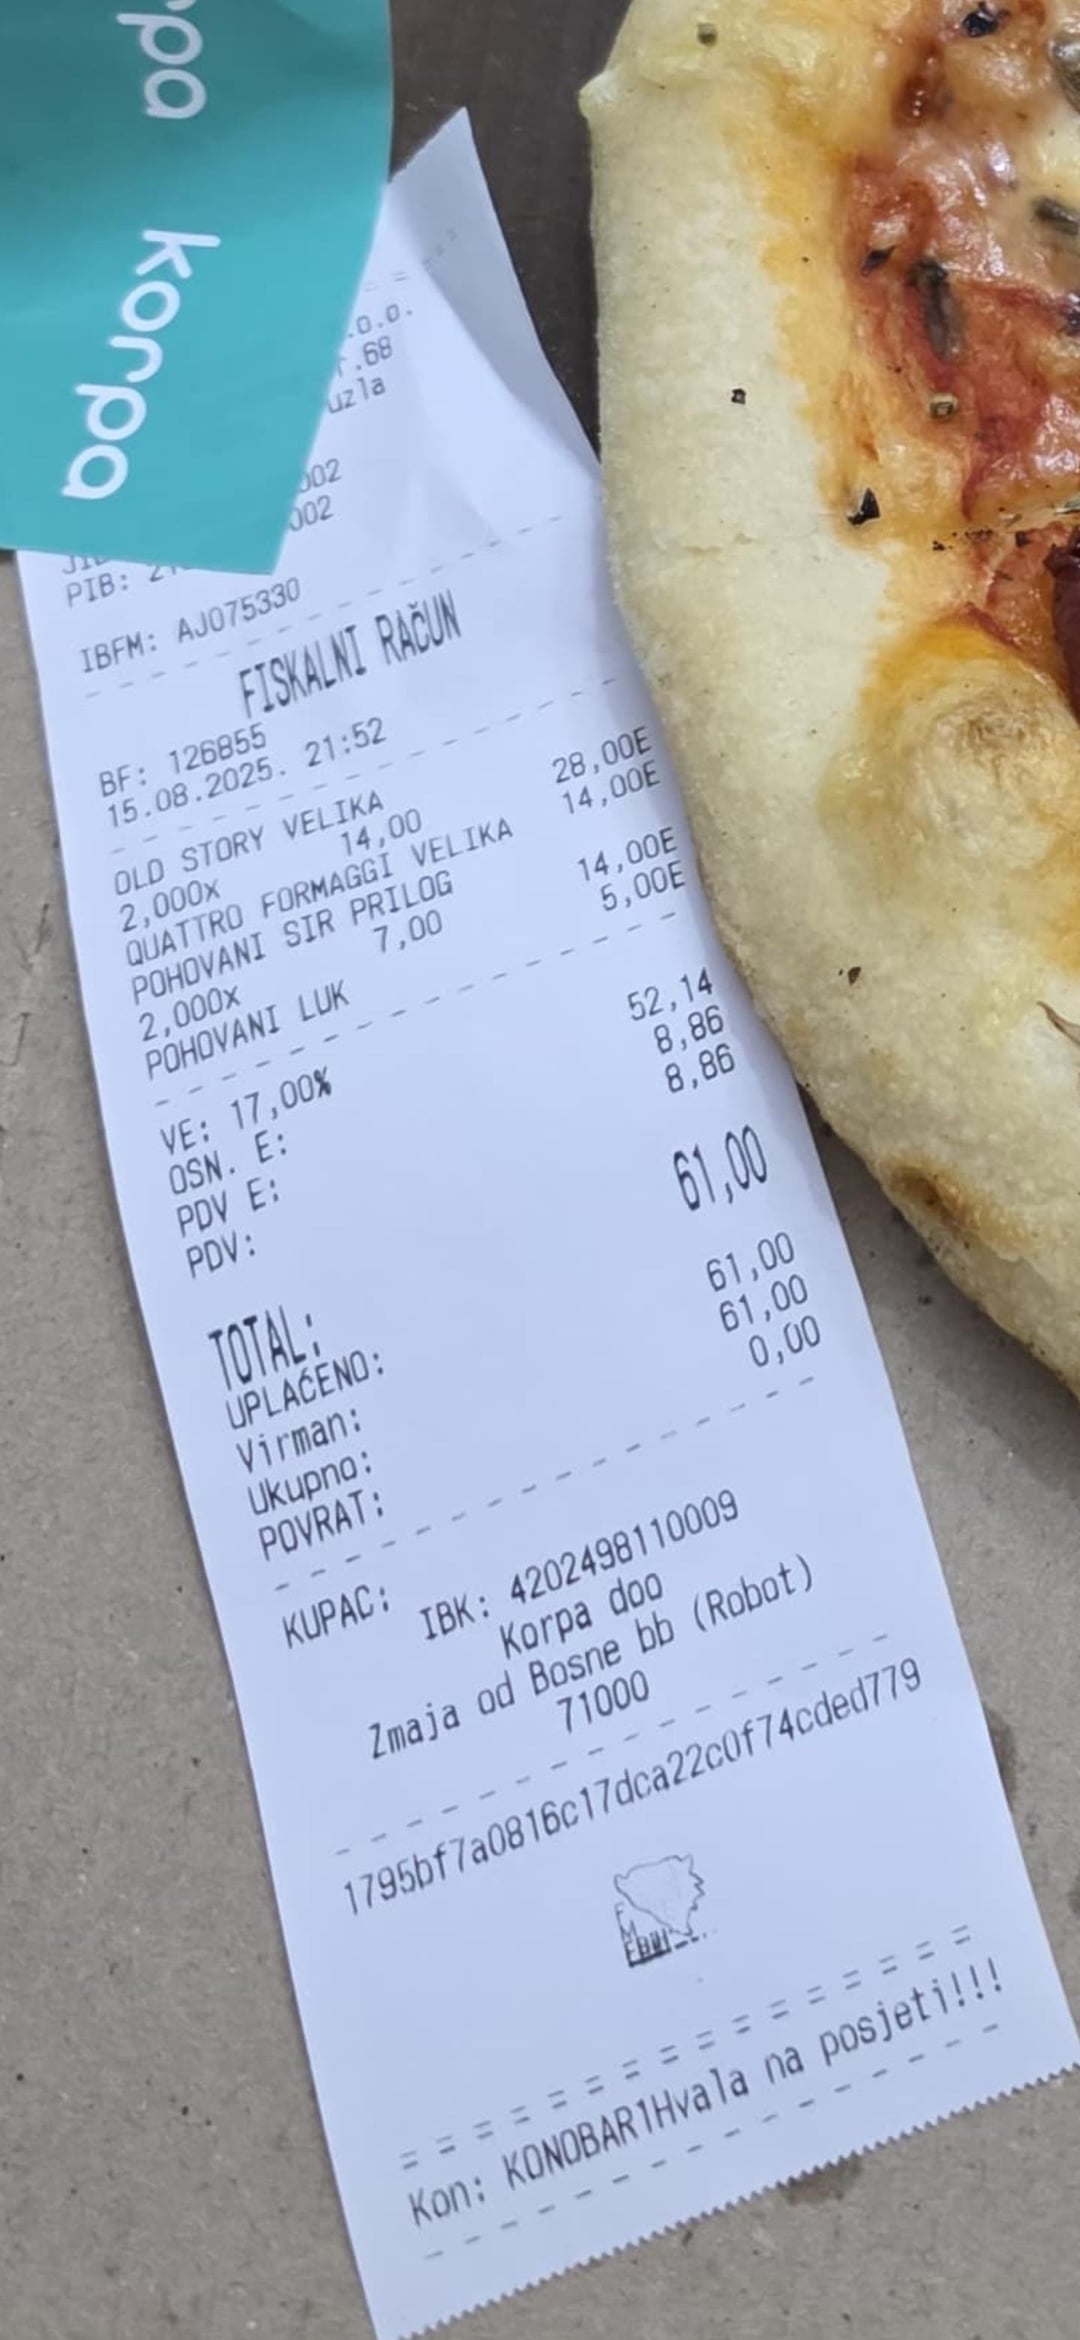 rpa
korpa
.o.o.
.68
uzla
002
002
PIB:
IBFM: AJ075330
FISKALNI RAČUN
BF: 126855
15.08.2025. 21:52
OLD STORY VELIKA
2,000x 14,00 28,00E
QUATTRO FORMAGGI VELIKA 14,00E
POHOVANI SIR PRILOG
2,000x 7,00 14,00E
POHOVANI LUK 5,00E
VE: 17,00%
OSN. E: 52,14
PDV E: 8,86
PDV: 8,86
TOTAL: 61,00
UPLAĆENO:
Virman: 61,00
Ukupno: 61,00
POVRAT: 0,00
KUPAC:
IBK: 4202498110009
Korpa doo
Zmaja od Bosne bb (Robot)
71000
1795bf7a0816c17dca22c0f74cded779
Kon: KONOBAR1Hvala na posjeti!!!